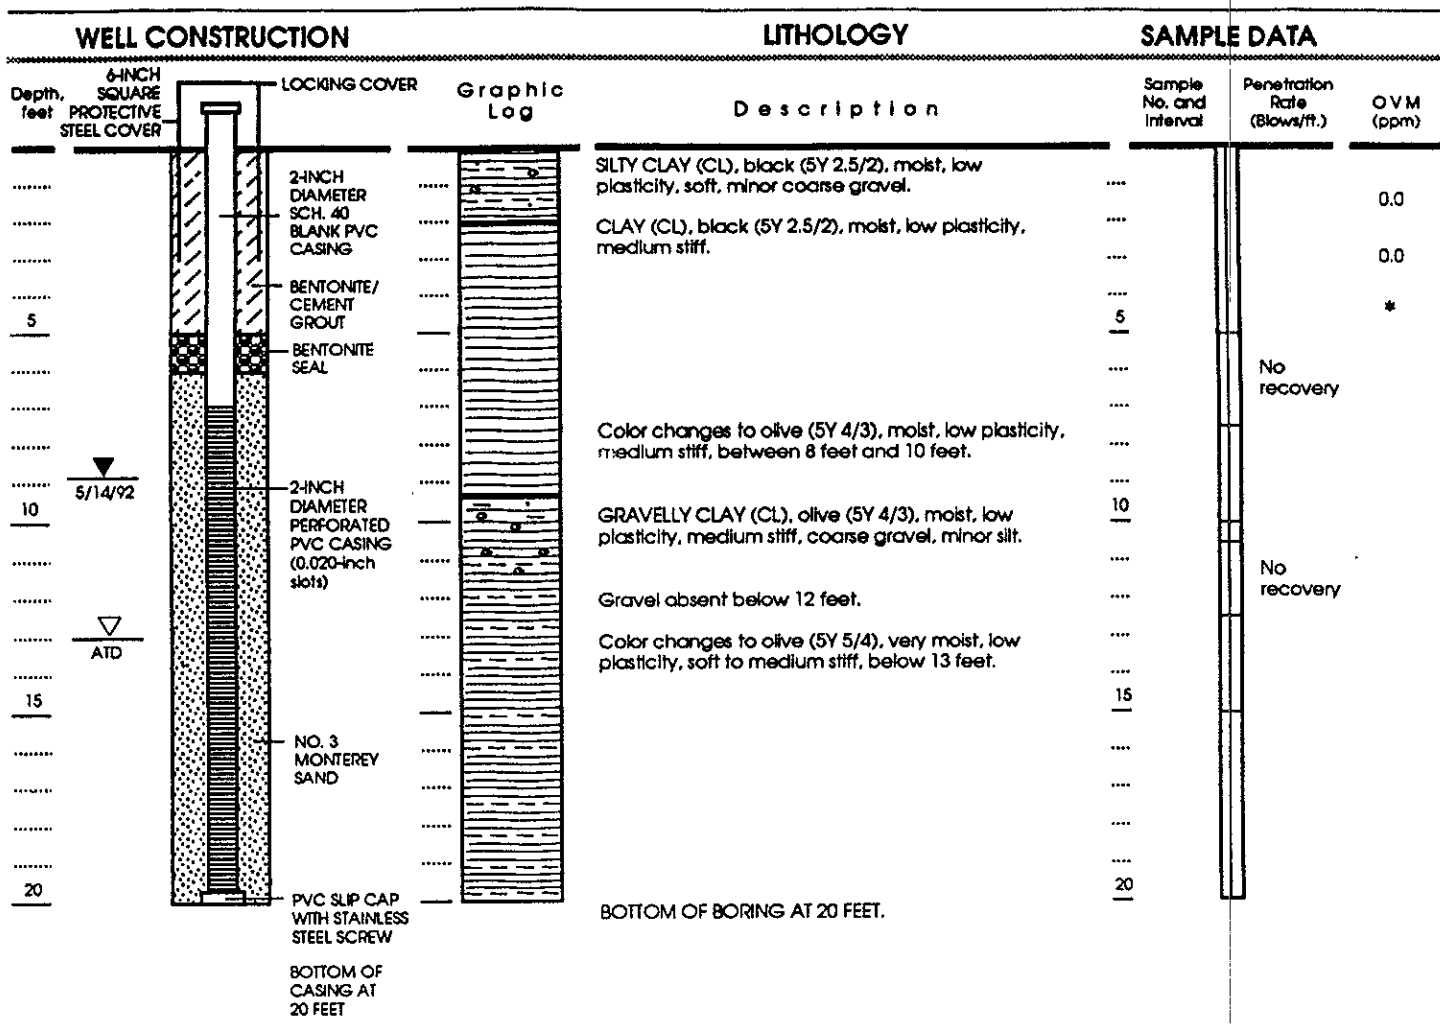 WELL CONSTRUCTION
LITHOLOGY
SAMPLE DATA
Depth,
feet
6-INCH
SQUARE
PROTECTIVE
STEEL COVER
LOCKING COVER
Graphic
Log
Description
Sample
No. and
Interval
Penetration
Rate
(Blows/ft.)
OVM
(ppm)
2-INCH
DIAMETER
SCH. 40
BLANK PVC
CASING
BENTONITE/
CEMENT
GROUT
BENTONITE
SEAL
2-INCH
DIAMETER
PERFORATED
PVC CASING
(0.020-inch
slots)
NO. 3
MONTEREY
SAND
PVC SLIP CAP
WITH STAINLESS
STEEL SCREW
BOTTOM OF
CASING AT
20 FEET
5
10
15
20
5/14/92
ATD
SILTY CLAY (CL), black (5Y 2.5/2), moist, low
plasticity, soft, minor coarse gravel.
CLAY (CL), black (5Y 2.5/2), moist, low plasticity,
medium stiff.
Color changes to olive (5Y 4/3), moist, low plasticity,
medium stiff, between 8 feet and 10 feet.
GRAVELLY CLAY (CL), olive (5Y 4/3), moist, low
plasticity, medium stiff, coarse gravel, minor silt.
Gravel absent below 12 feet.
Color changes to olive (5Y 5/4), very moist, low
plasticity, soft to medium stiff, below 13 feet.
BOTTOM OF BORING AT 20 FEET.
5
10
15
20
No
recovery
No
recovery
0.0
0.0
*